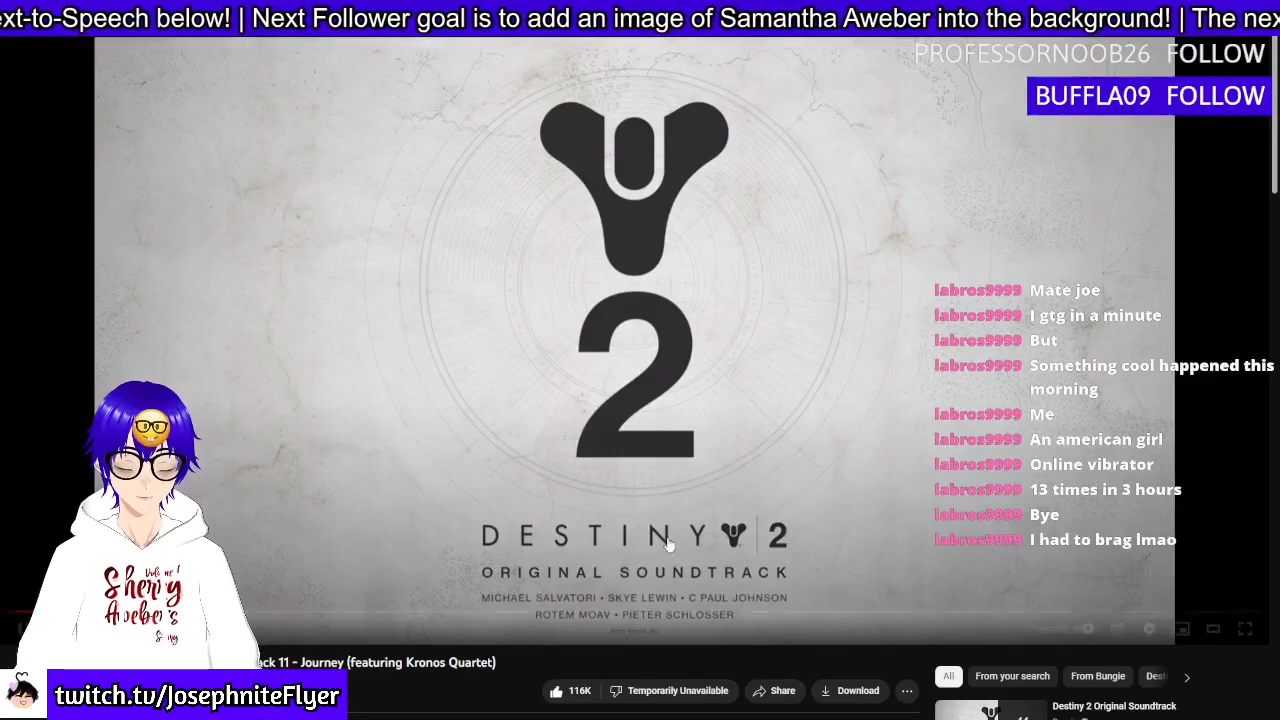 ext-to-Speech below! | Next Follower goal is to add an image of Samantha Aweber into the background! | The nex
PROFESSORNOOB26 FOLLOW
BUFFLA09 FOLLOW
2
labros9999 Mate joe
labros9999 I gtg in a minute
labros9999 But
labros9999 Something cool happened this
morning
labros9999 Me
labros9999 An american girl
labros9999 Online vibrator
labros9999 13 times in 3 hours
labros9999 Bye
labros9999 I had to brag lmao
DESTINY 2
ORIGINAL SOUNDTRACK
MICHAEL SALVATORI • SKYE LEWIN • C PAUL JOHNSON
ROTEM MOAV • PIETER SCHLOSSER
Sherry
Aweber's
ack 11 - Journey (featuring Kronos Quartet)
116K Temporarily Unavailable Share Download ...
All From your search From Bungie Dest
twitch.tv/JosephniteFlyer
Destiny 2 Original Soundtrack